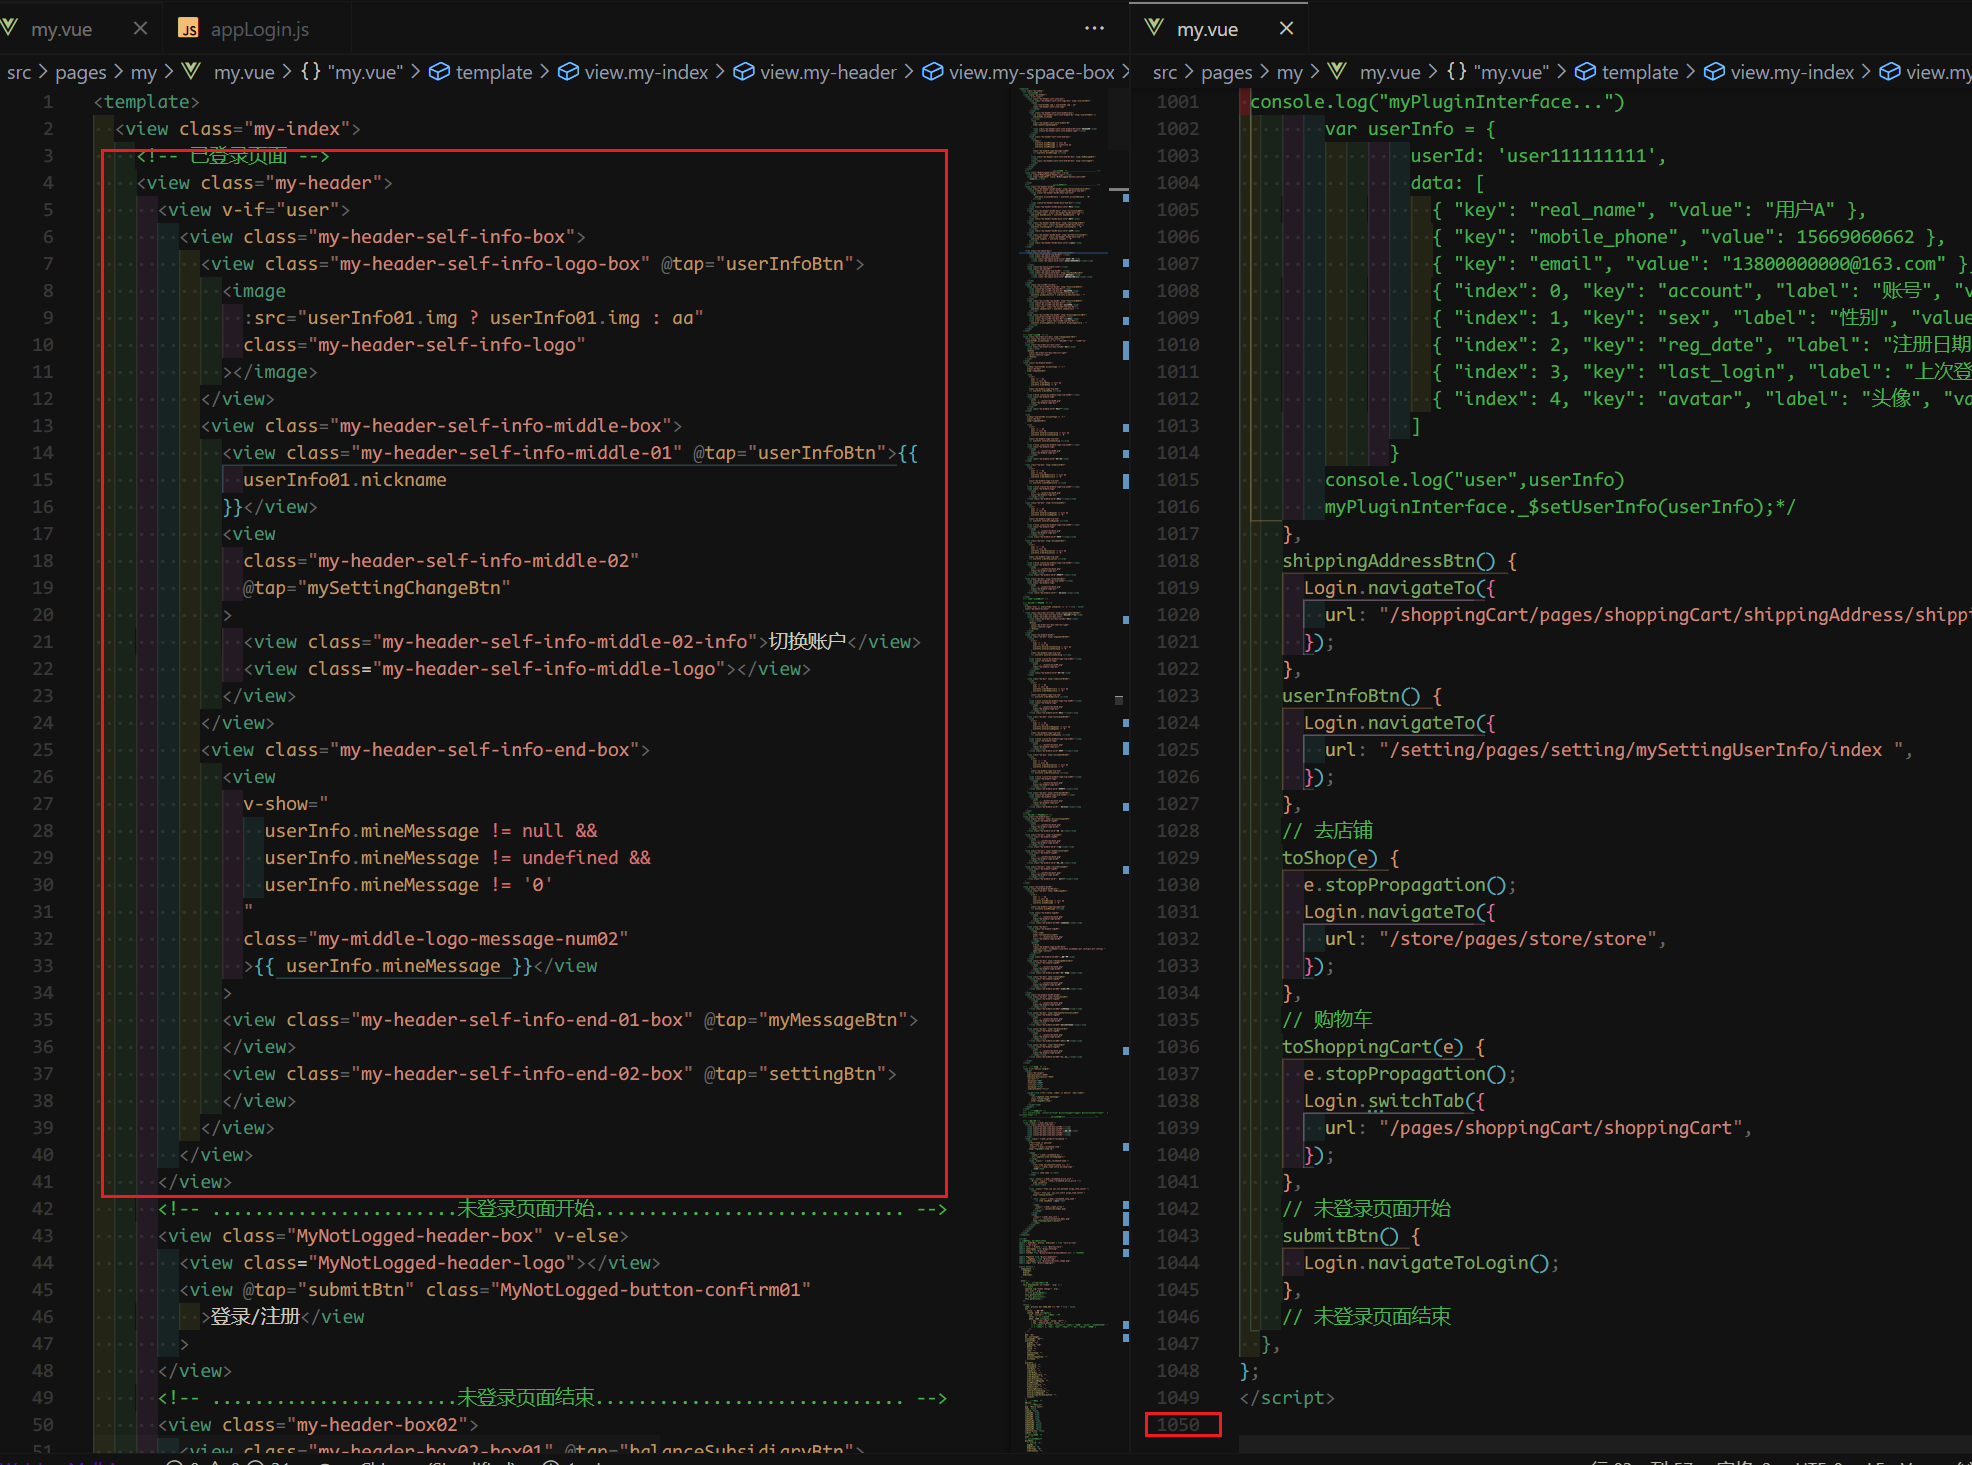 my.vue
appLogin.js
src > pages > my > my.vue > {} "my.vue" > template > view.my-index > view.my-header > view.my-space-box >
1 <template>
2 <view class="my-index">
3 <!-- 已登录页面 -->
4 <view class="my-header">
5 <view v-if="user">
6 <view class="my-header-self-info-box">
7 <view class="my-header-self-info-logo-box" @tap="userInfoBtn">
8 <image
9 :src="userInfo01.img ? userInfo01.img : aa"
10 class="my-header-self-info-logo"
11 ></image>
12 </view>
13 <view class="my-header-self-info-middle-box">
14 <view class="my-header-self-info-middle-01" @tap="userInfoBtn">{{
15 userInfo01.nickname
16 }}</view>
17 <view
18 class="my-header-self-info-middle-02"
19 @tap="mySettingChangeBtn"
20 >
21 <view class="my-header-self-info-middle-02-info">切换账户</view>
22 <view class="my-header-self-info-middle-logo"></view>
23 </view>
24 </view>
25 <view class="my-header-self-info-end-box">
26 <view
27 v-show="
28 userInfo.mineMessage != null &&
29 userInfo.mineMessage != undefined &&
30 userInfo.mineMessage != '0'
31 "
32 class="my-middle-logo-message-num02"
33 >{{ userInfo.mineMessage }}</view
34 >
35 <view class="my-header-self-info-end-01-box" @tap="myMessageBtn">
36 </view>
37 <view class="my-header-self-info-end-02-box" @tap="settingBtn">
38 </view>
39 </view>
40 </view>
41 </view>
42 <!-- .......................未登录页面开始............................. -->
43 <view class="MyNotLogged-header-box" v-else>
44 <view class="MyNotLogged-header-logo"></view>
45 <view @tap="submitBtn" class="MyNotLogged-button-confirm01"
46 >登录/注册</view
47 >
48 </view>
49 <!-- .......................未登录页面结束............................. -->
50 <view class="my-header-box02">
51 <view class="my-header-box02-box01" @tap="balanceSubsidiaryBtn">
my.vue
src > pages > my > my.vue > {} "my.vue" > template > view.my-index > view.my
1001 console.log("myPluginInterface...")
1002 var userInfo = {
1003 userId: 'user111111111',
1004 data: [
1005 { "key": "real_name", "value": "用户A" },
1006 { "key": "mobile_phone", "value": 15669060662 },
1007 { "key": "email", "value": "13800000000@163.com" },
1008 { "index": 0, "key": "account", "label": "账号", "v
1009 { "index": 1, "key": "sex", "label": "性别", "value
1010 { "index": 2, "key": "reg_date", "label": "注册日期
1011 { "index": 3, "key": "last_login", "label": "上次登
1012 { "index": 4, "key": "avatar", "label": "头像", "va
1013 ]
1014 }
1015 console.log("user",userInfo)
1016 myPluginInterface._$setUserInfo(userInfo);*/
1017 },
1018 shippingAddressBtn() {
1019 Login.navigateTo({
1020 url: "/shoppingCart/pages/shoppingCart/shippingAddress/shippi
1021 });
1022 },
1023 userInfoBtn() {
1024 Login.navigateTo({
1025 url: "/setting/pages/setting/mySettingUserInfo/index ",
1026 });
1027 },
1028 // 去店铺
1029 toShop(e) {
1030 e.stopPropagation();
1031 Login.navigateTo({
1032 url: "/store/pages/store/store",
1033 });
1034 },
1035 // 购物车
1036 toShoppingCart(e) {
1037 e.stopPropagation();
1038 Login.switchTab({
1039 url: "/pages/shoppingCart/shoppingCart",
1040 });
1041 },
1042 // 未登录页面开始
1043 submitBtn() {
1044 Login.navigateToLogin();
1045 },
1046 // 未登录页面结束
1047 },
1048 };
1049 </script>
1050